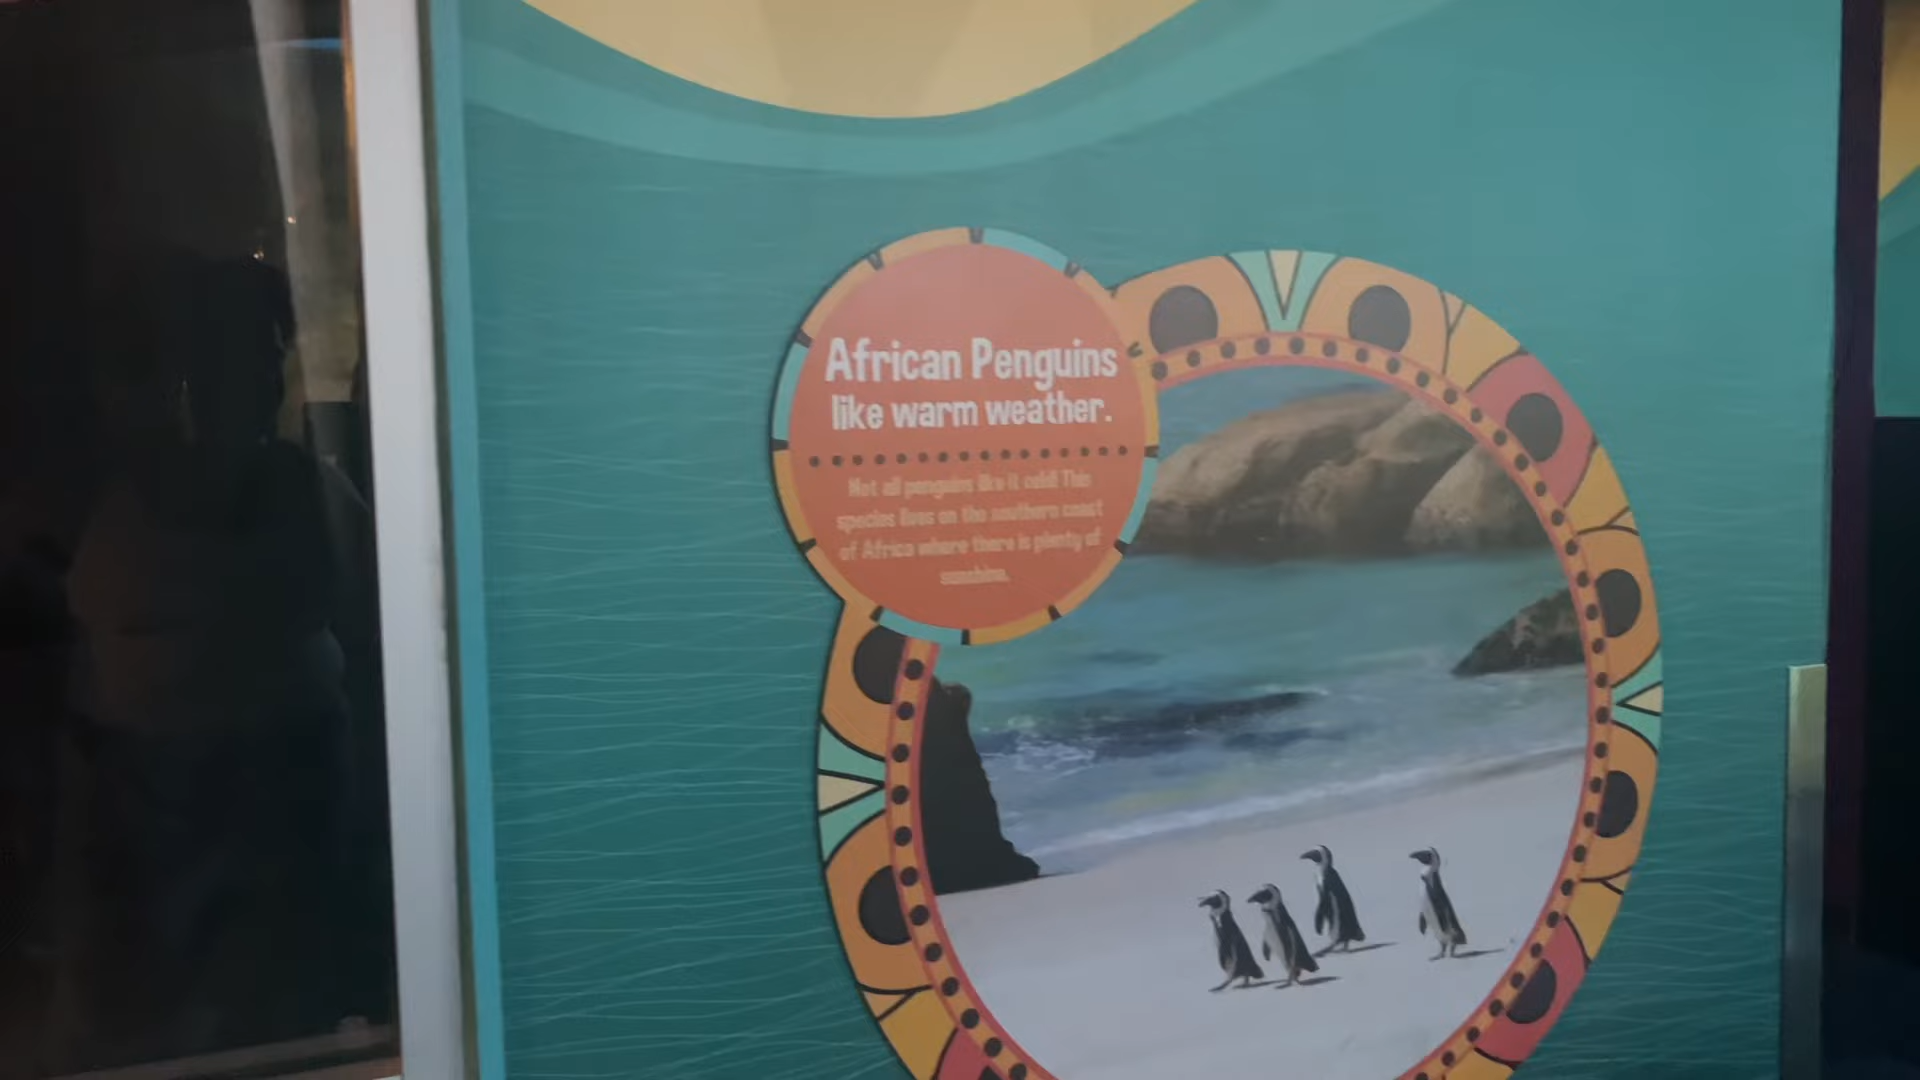 African Penguins
like warm weather.
Not all penguins like it cold! This
species lives on the southern coast
of Africa where there is plenty of
sunshine.